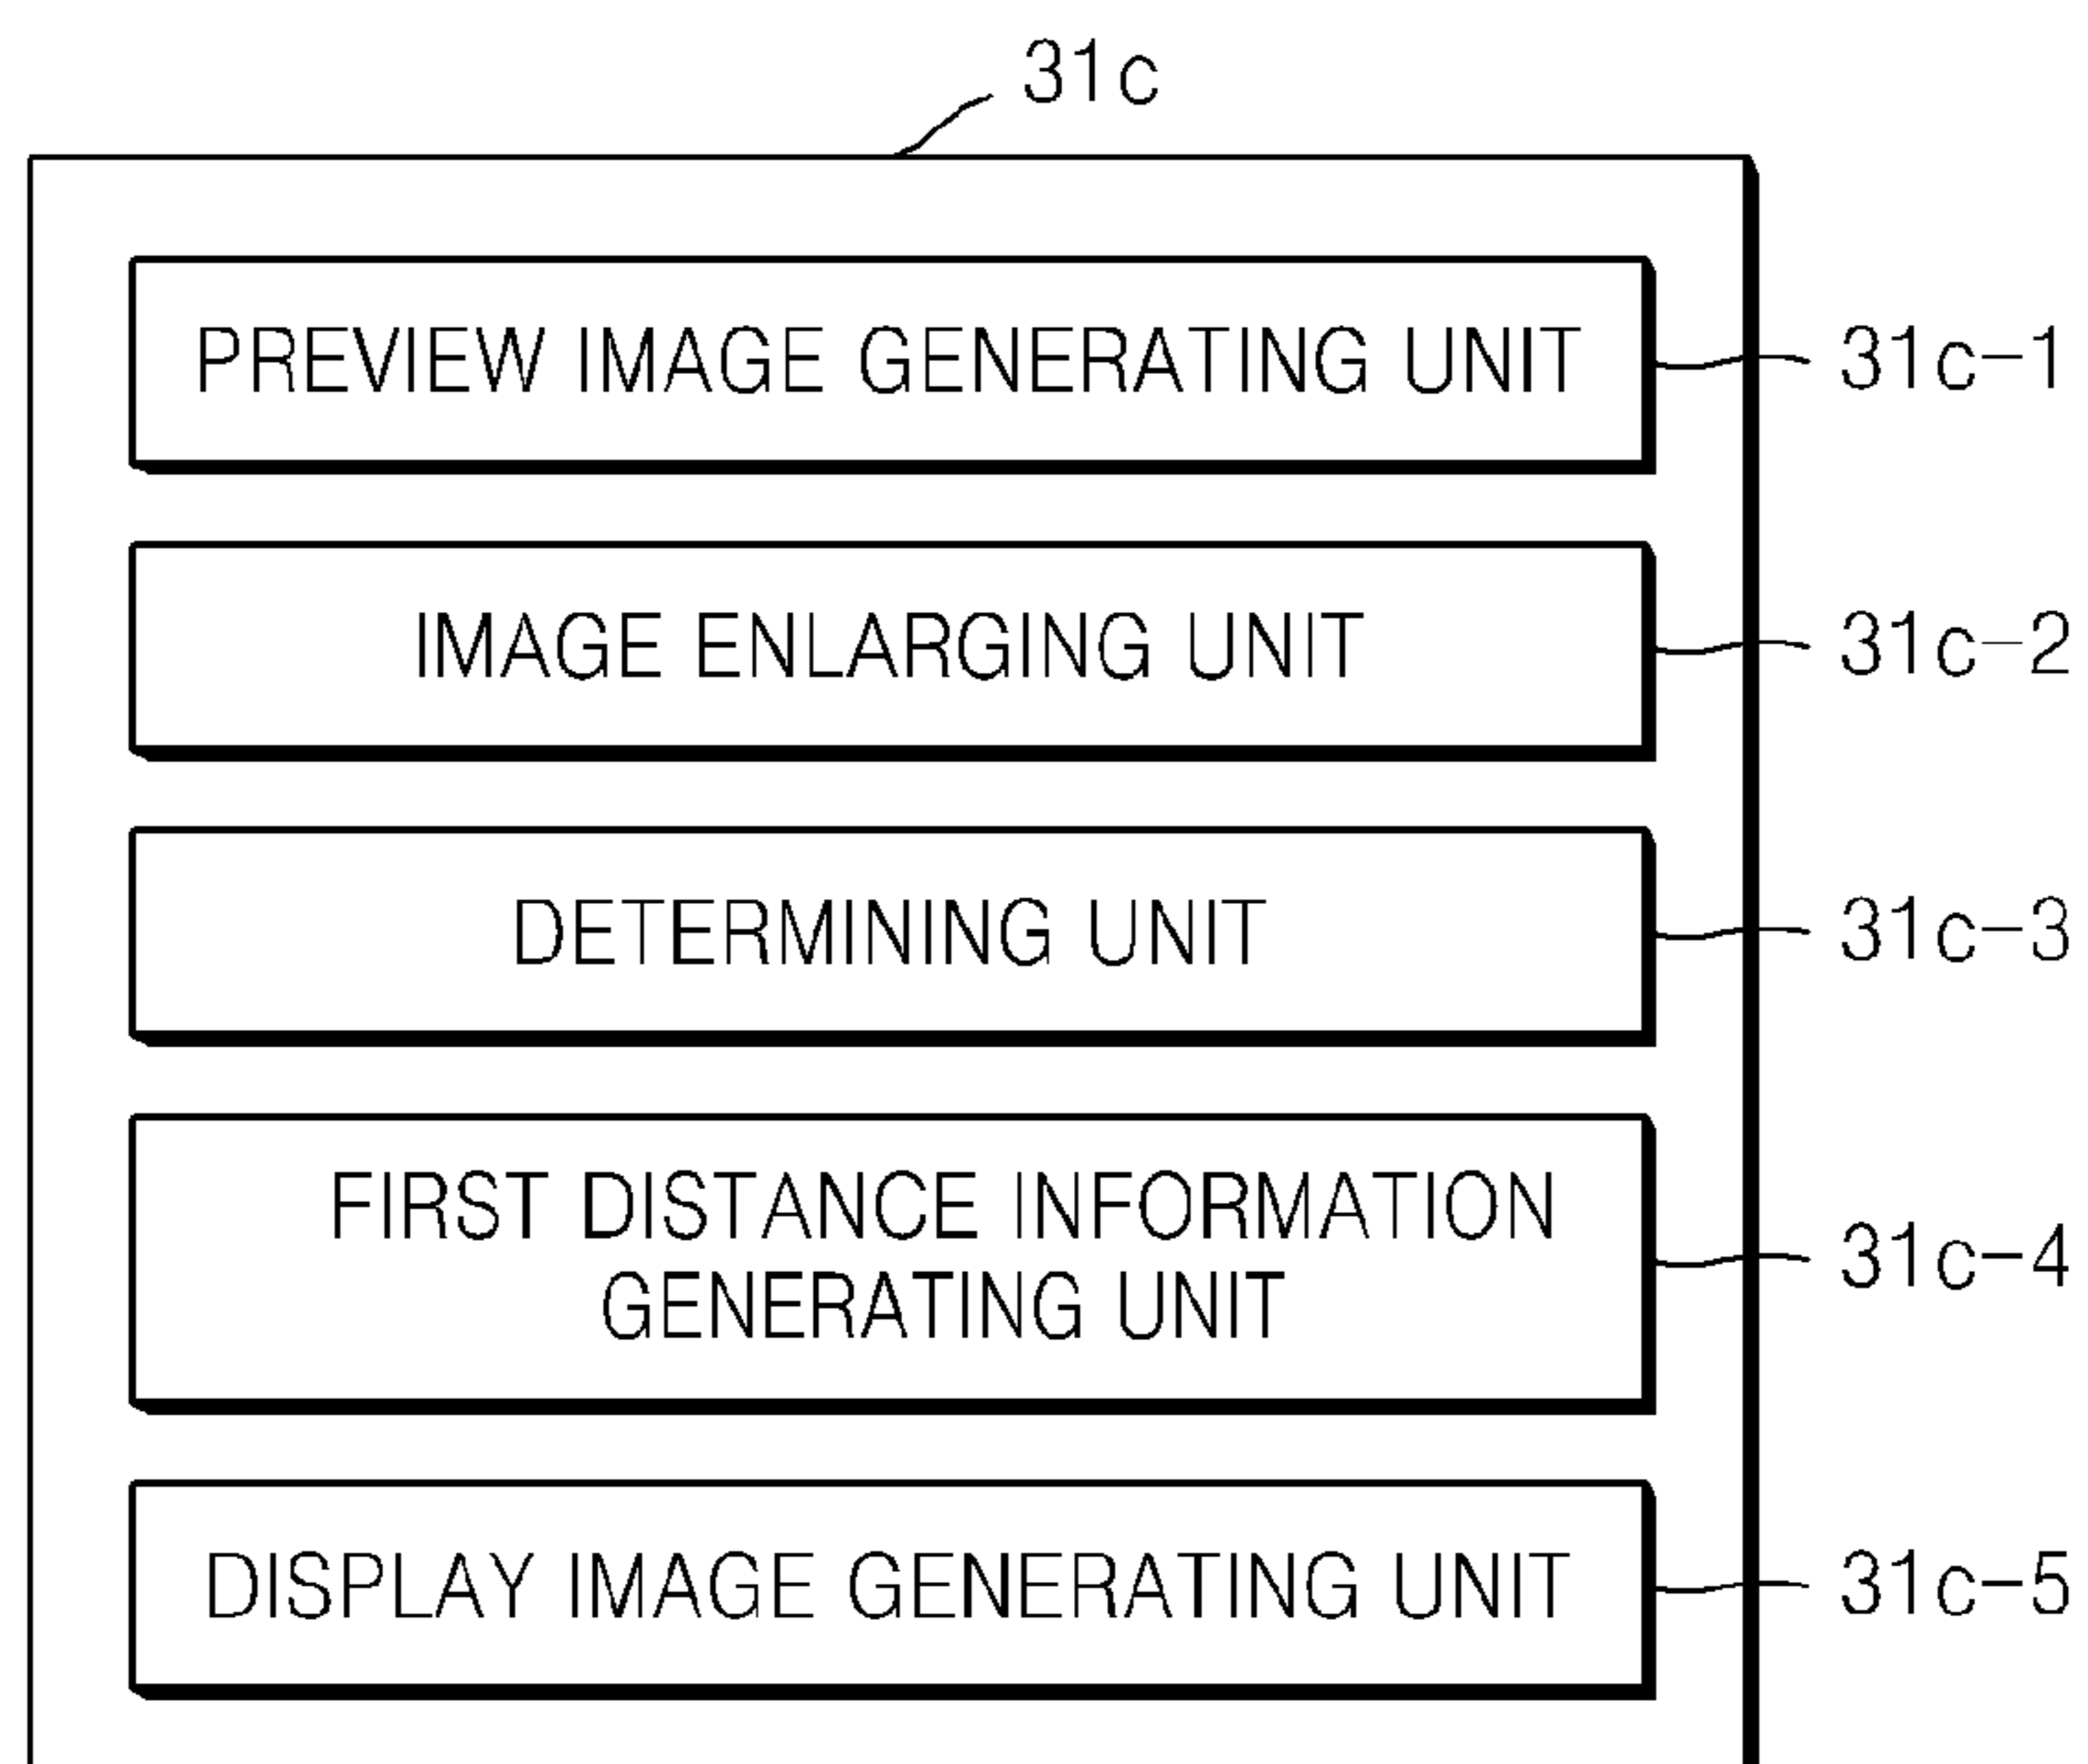 31c
PREVIEW IMAGE GENERATING UNIT 31c-1
IMAGE ENLARGING UNIT 31c-2
DETERMINING UNIT 31c-3
FIRST DISTANCE INFORMATION
GENERATING UNIT
31c-4
DISPLAY IMAGE GENERATING UNIT 31c-5